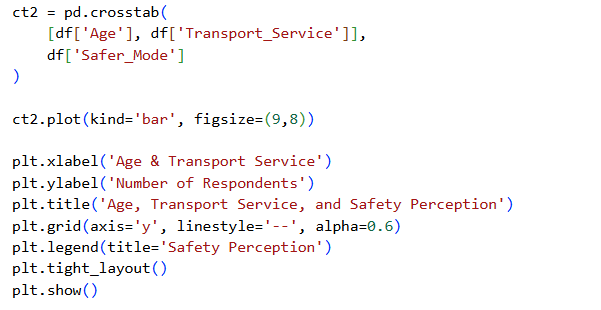 ct2 = pd.crosstab(
    [df['Age'], df['Transport_Service']],
    df['Safer_Mode']
)
ct2.plot(kind='bar', figsize=(9,8))
plt.xlabel('Age & Transport Service')
plt.ylabel('Number of Respondents')
plt.title('Age, Transport Service, and Safety Perception')
plt.grid(axis='y', linestyle='--', alpha=0.6)
plt.legend(title='Safety Perception')
plt.tight_layout()
plt.show()